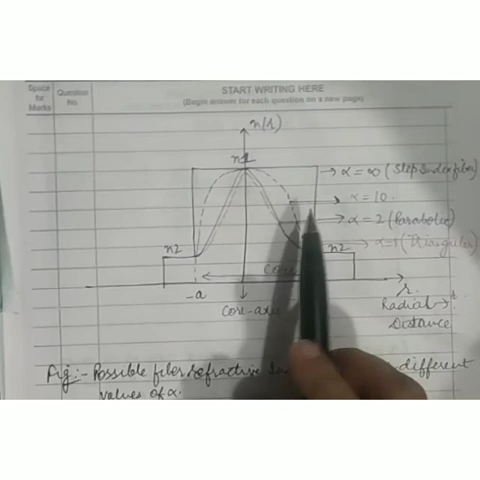 Space for Marks
Question No.
START WRITING HERE
(Begin answer for each question on a new page)
n(r)
n1
→ α = ∞ (Step Index fiber)
α = 10.
→ α = 2 (Parabolic)
→ α = 1 (Triangular)
n2
n2
-a
r
Radial
Distance
Core-axis
Fig:- Possible fiber refractive different
values of α.